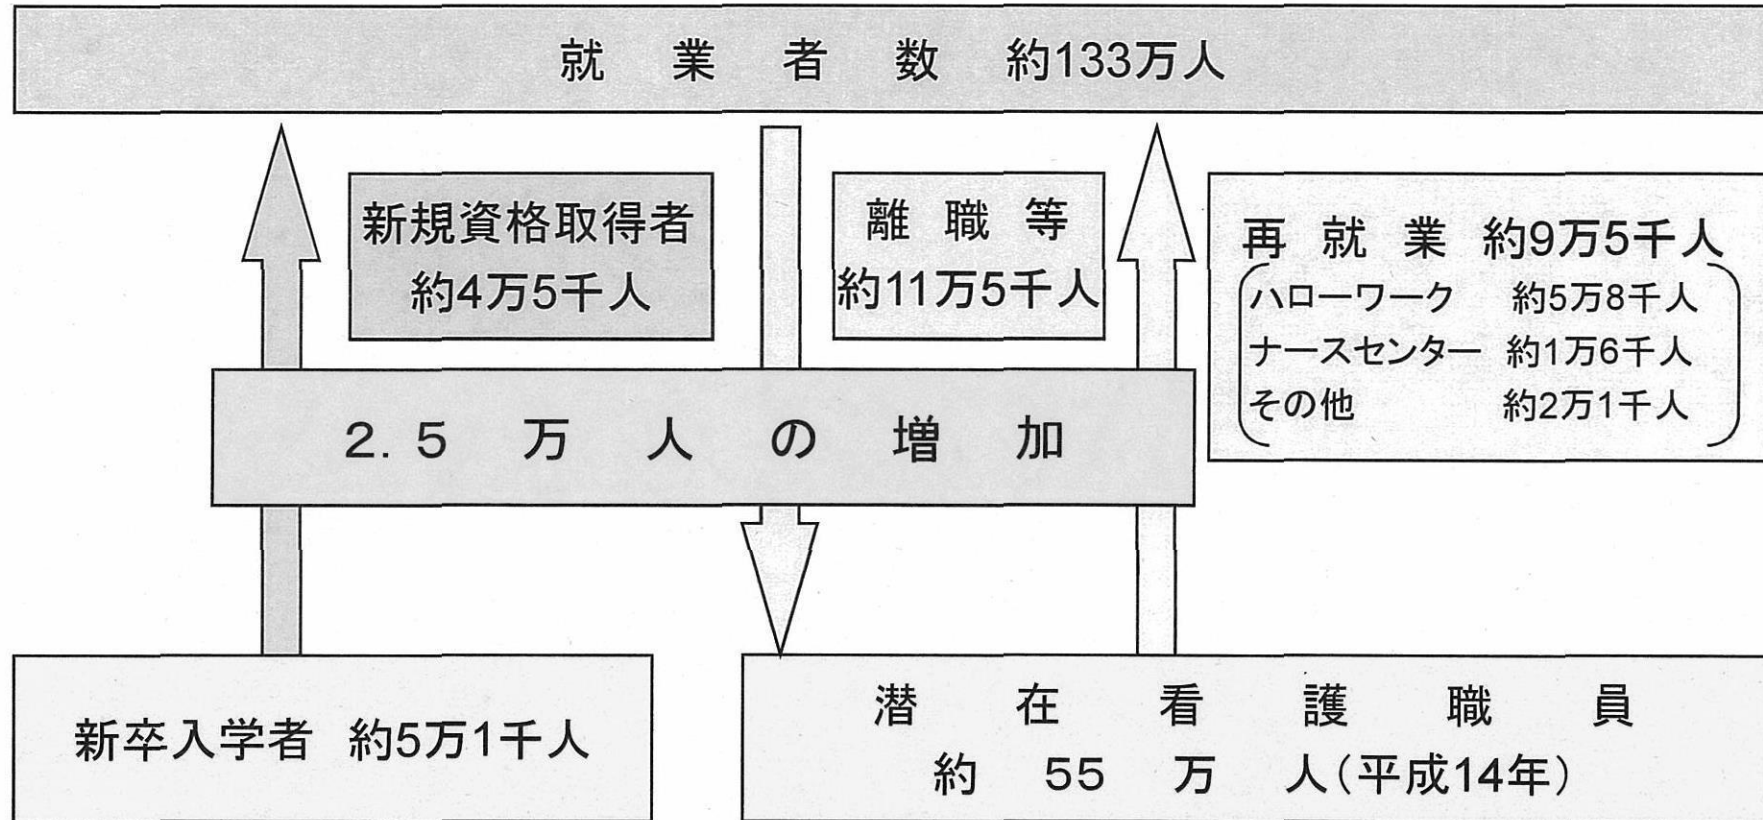 就業者数 約133万人
新規資格取得者
約4万5千人
離職等
約11万5千人
再就業 約9万5千人
ハローワーク 約5万8千人
ナースセンター 約1万6千人
その他 約2万1千人
2.5万人の増加
新卒入学者 約5万1千人
潜在看護職員
約55万人(平成14年)